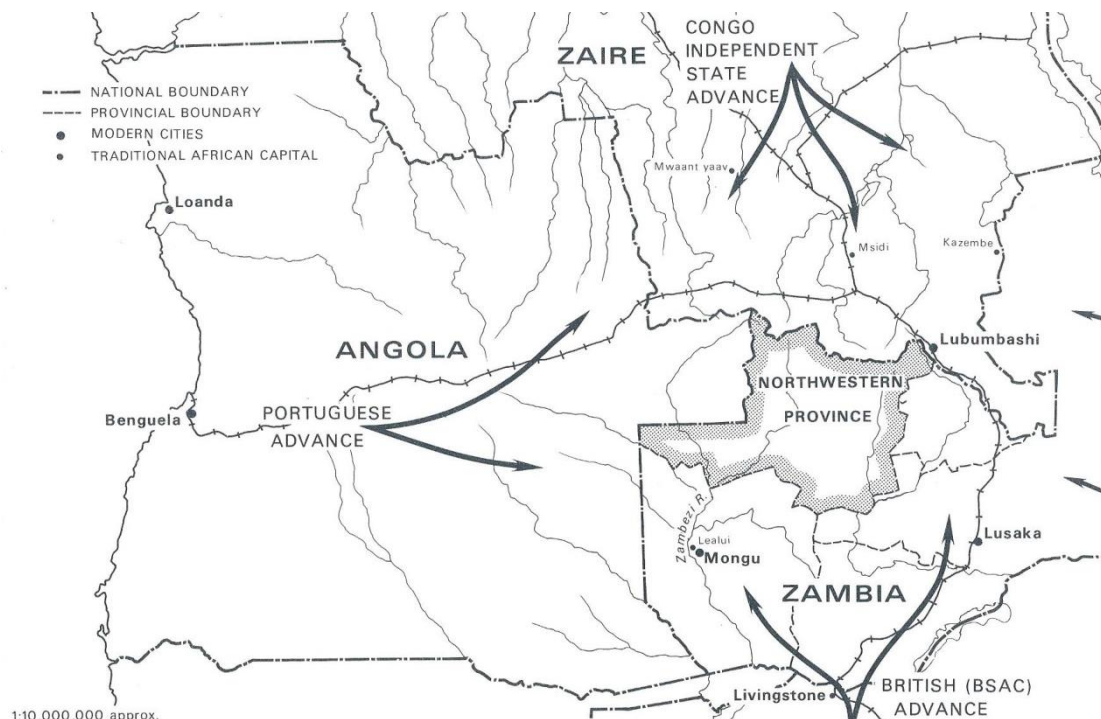 ZAIRE
CONGO
INDEPENDENT
STATE
ADVANCE
NATIONAL BOUNDARY
PROVINCIAL BOUNDARY
MODERN CITIES
TRADITIONAL AFRICAN CAPITAL
Mwaant yaav
Loanda
Msidi
Kazembe
ANGOLA
Lubumbashi
NORTHWESTERN
PROVINCE
Benguela
PORTUGUESE
ADVANCE
Zambezi R.
Lealui
Mongu
Lusaka
ZAMBIA
Livingstone
BRITISH (BSAC)
ADVANCE
1:10 000 000 approx.